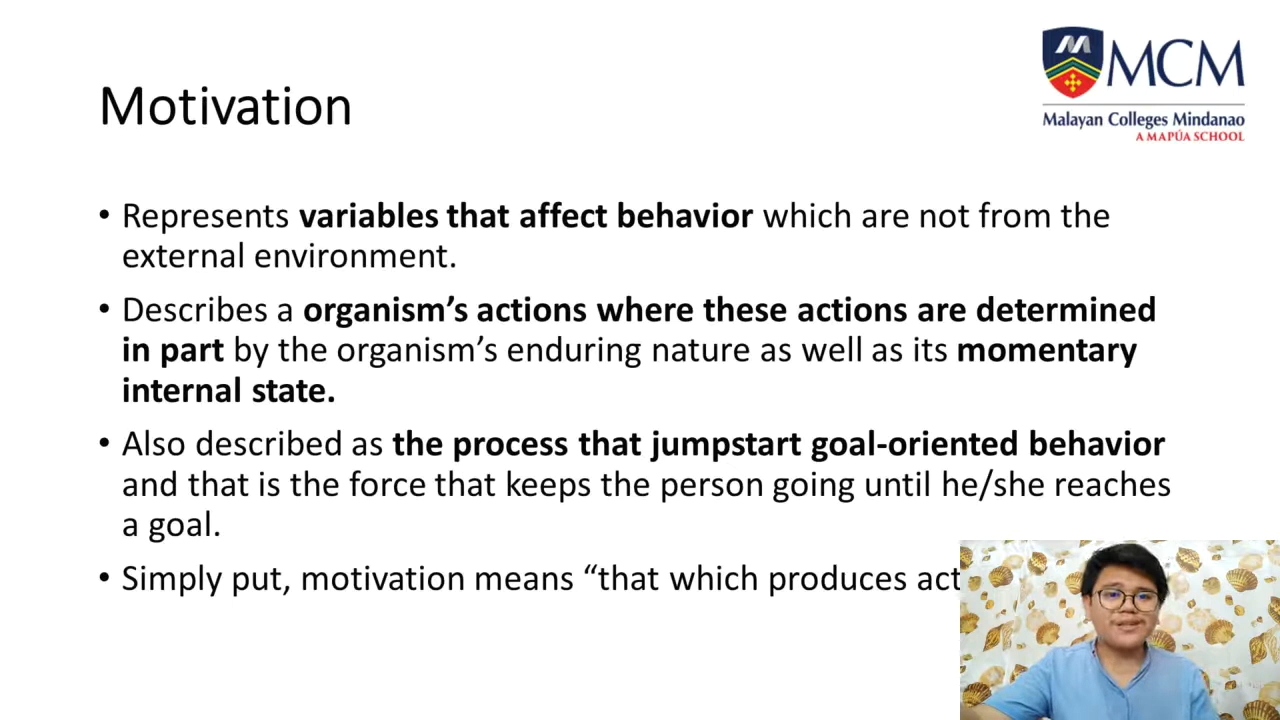 MCM
Malayan Colleges Mindanao
A MAPÚA SCHOOL
Motivation
• Represents variables that affect behavior which are not from the
external environment.
• Describes a organism’s actions where these actions are determined
in part by the organism’s enduring nature as well as its momentary
internal state.
• Also described as the process that jumpstart goal-oriented behavior
and that is the force that keeps the person going until he/she reaches
a goal.
• Simply put, motivation means “that which produces